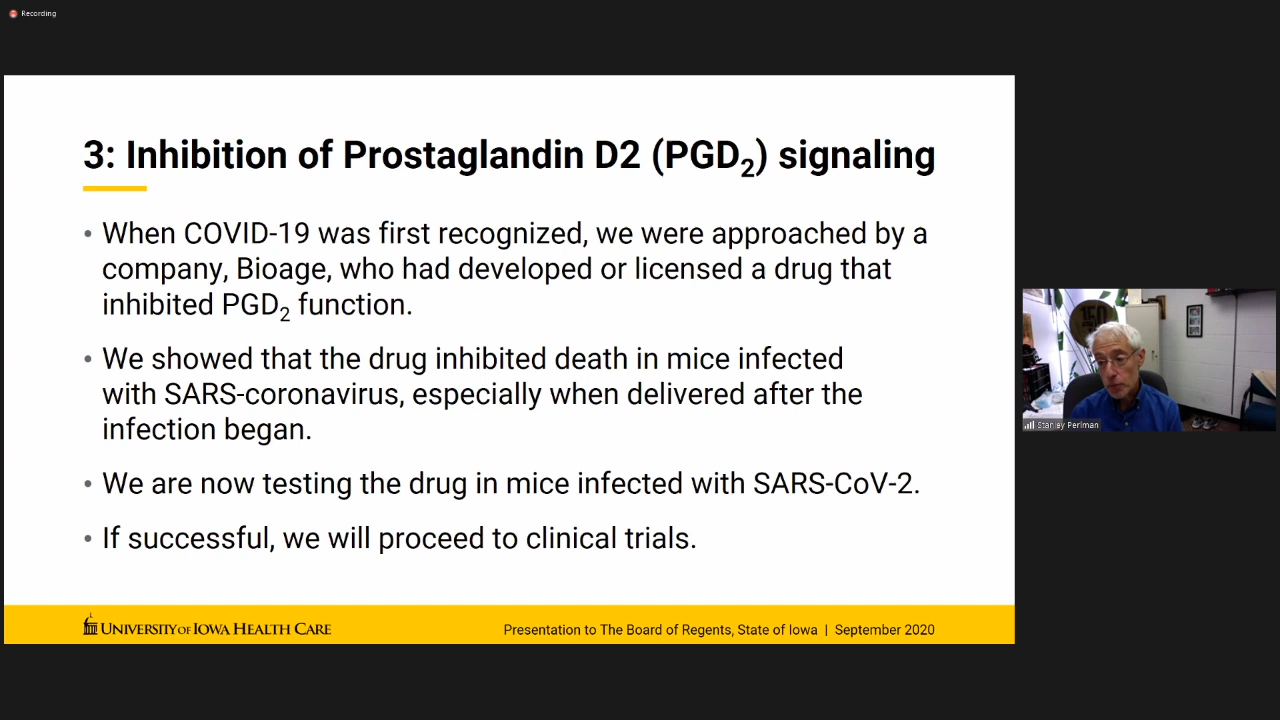 Recording
3: Inhibition of Prostaglandin D2 (PGD₂) signaling
• When COVID-19 was first recognized, we were approached by a
company, Bioage, who had developed or licensed a drug that
inhibited PGD₂ function.
• We showed that the drug inhibited death in mice infected
with SARS-coronavirus, especially when delivered after the
infection began.
• We are now testing the drug in mice infected with SARS-CoV-2.
• If successful, we will proceed to clinical trials.
UNIVERSITY OF IOWA HEALTH CARE
Presentation to The Board of Regents, State of Iowa | September 2020
150
Stanley Perlman